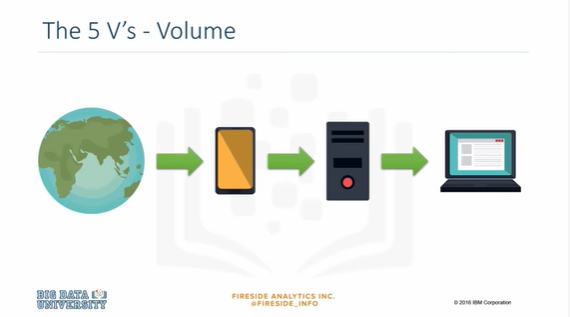 The 5 V's - Volume
BIG DATA
UNIVERSITY
FIRESIDE ANALYTICS INC.
@FIRESIDE_INFO
© 2016 IBM Corporation